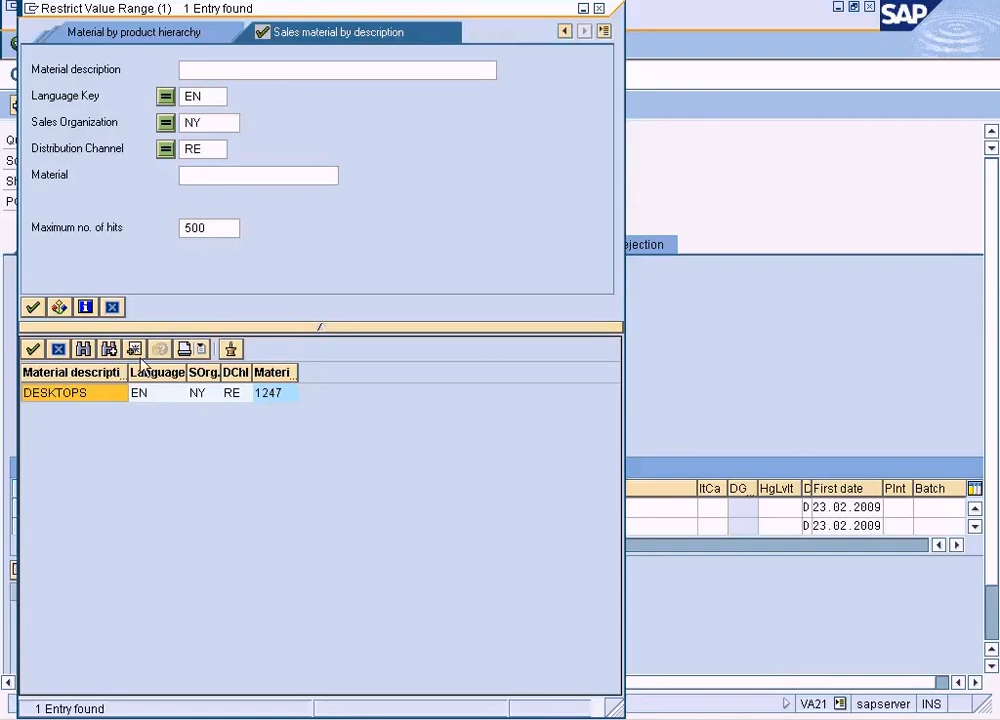 Restrict Value Range (1)   1 Entry found
SAP
Material by product hierarchy   Sales material by description
Material description
Language Key   EN
Sales Organization   NY
Distribution Channel   RE
Material
Maximum no. of hits   500
ejection
Material descripti...   Language   SOrg.   DChl   Materi...
DESKTOPS   EN   NY   RE   1247
ItCa   DG...   HgLvIt   D   First date   Plnt   Batch
D   23.02.2009
D   23.02.2009
1 Entry found
VA21   sapserver   INS